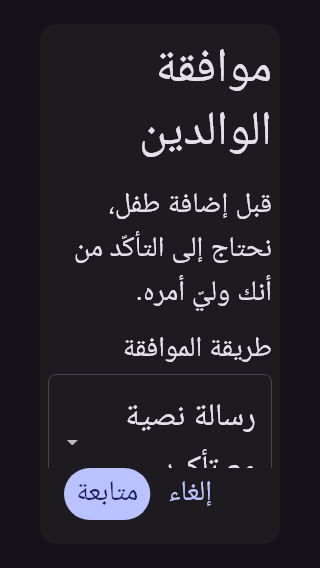 موافقة
الوالدين
قبل إضافة طفل،
نحتاج إلى التأكّد من
أنك وليّ أمره.
طريقة الموافقة
رسالة نصية
إلغاء
متابعة